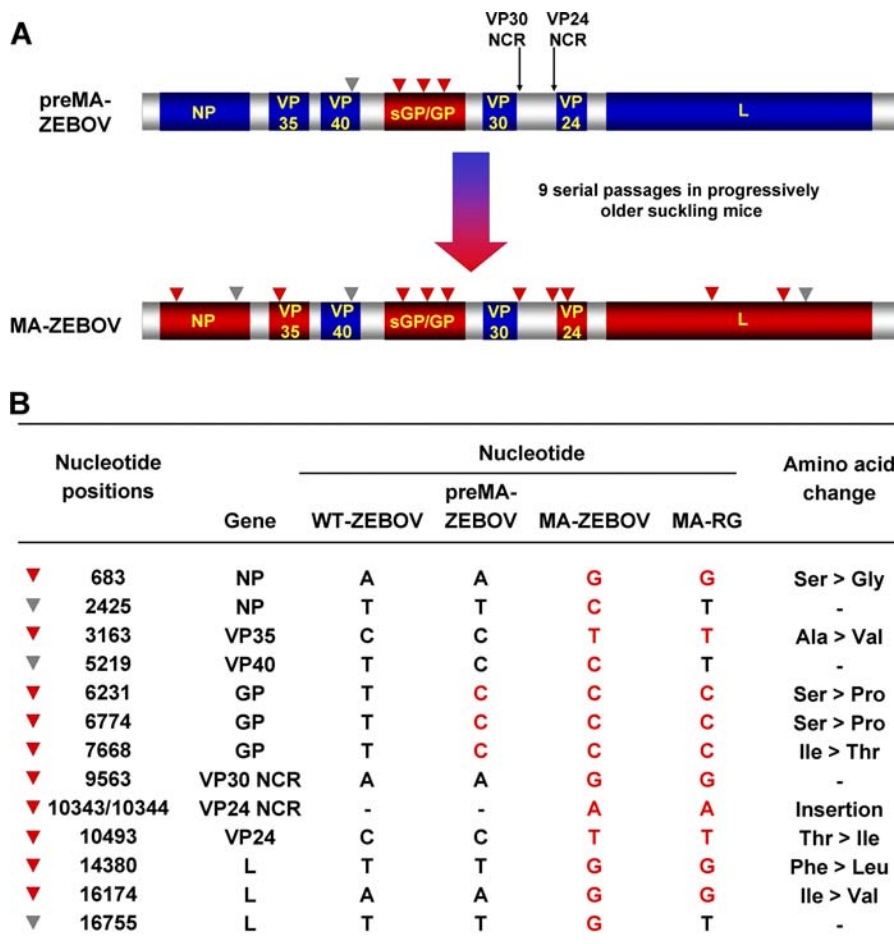 A
VP30 NCR
VP24 NCR
preMA-ZEBOV
NP
VP 35
VP 40
sGP/GP
VP 30
VP 24
L
9 serial passages in progressively
older suckling mice
MA-ZEBOV
NP
VP 35
VP 40
sGP/GP
VP 30
VP 24
L
B
Nucleotide positions
Gene
Nucleotide
Amino acid change
WT-ZEBOV preMA-ZEBOV MA-ZEBOV MA-RG
683 NP A A G G Ser > Gly
2425 NP T T C T -
3163 VP35 C C T T Ala > Val
5219 VP40 T C C T -
6231 GP T C C C Ser > Pro
6774 GP T C C C Ser > Pro
7668 GP T C C C Ile > Thr
9563 VP30 NCR A A G G -
10343/10344 VP24 NCR - - A A Insertion
10493 VP24 C C T T Thr > Ile
14380 L T T G G Phe > Leu
16174 L A A G G Ile > Val
16755 L T T G T -